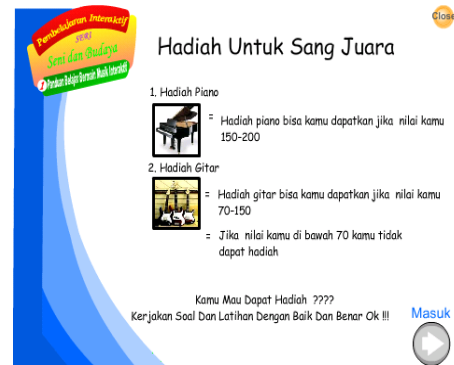 Close
Pembelajaran Interaktif
SERI
Seni dan Budaya
1 Panduan Belajar Bermain Musik Interaktif
Hadiah Untuk Sang Juara
1. Hadiah Piano
= Hadiah piano bisa kamu dapatkan jika nilai kamu
150-200
2. Hadiah Gitar
= Hadiah gitar bisa kamu dapatkan jika nilai kamu
70-150
= Jika nilai kamu di bawah 70 kamu tidak
dapat hadiah
Kamu Mau Dapat Hadiah ????
Kerjakan Soal Dan Latihan Dengan Baik Dan Benar Ok !!!
Masuk